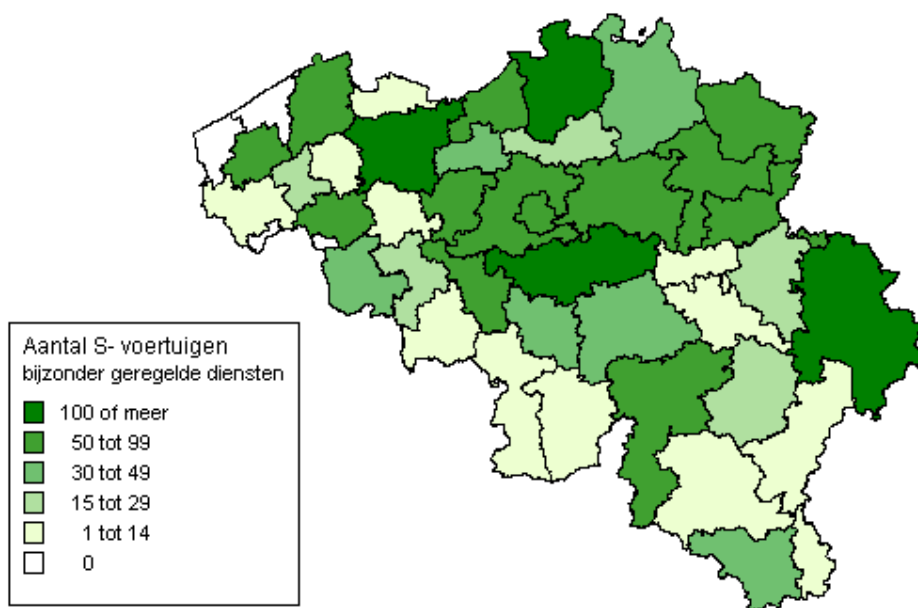 Aantal S- voertuigen
bijzonder geregelde diensten
100 of meer
50 tot 99
30 tot 49
15 tot 29
1 tot 14
0